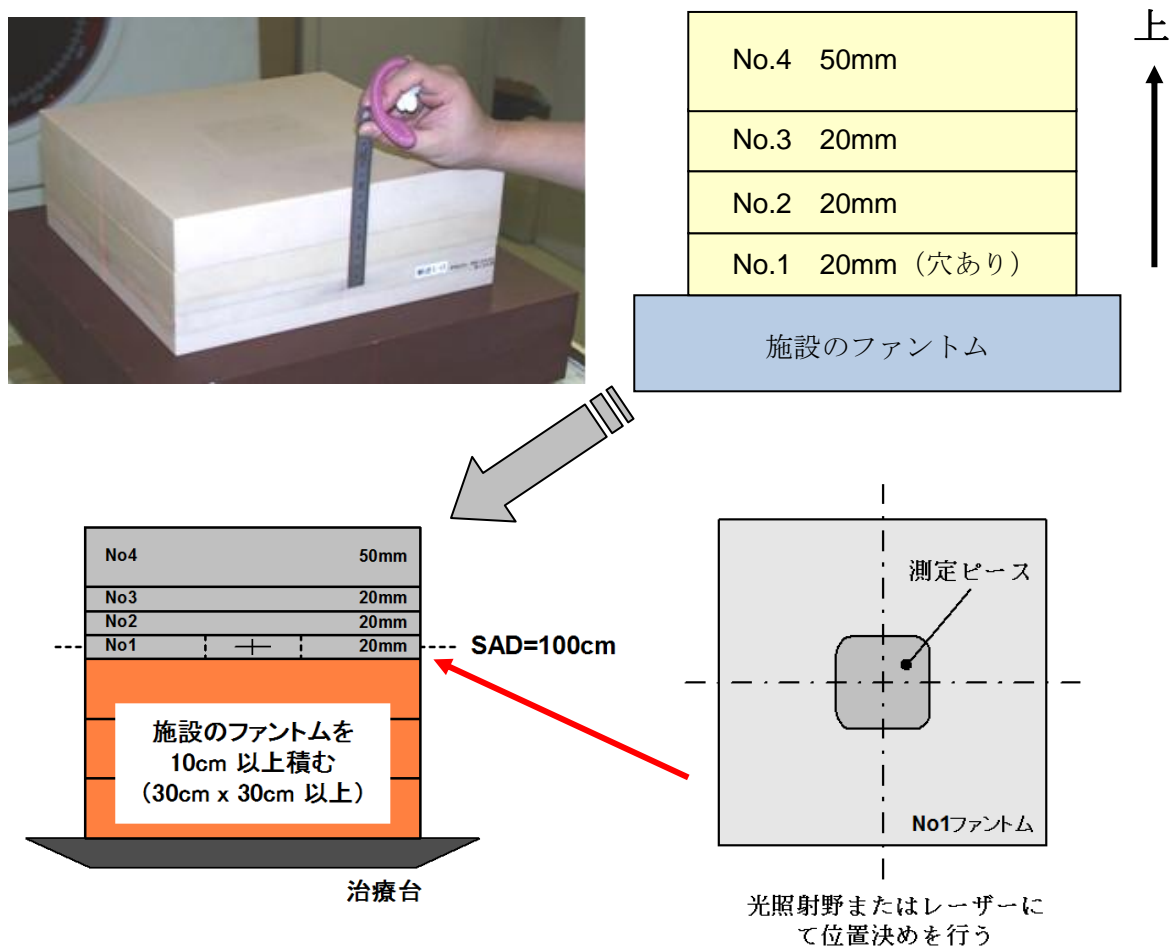 上
No.4 50mm
No.3 20mm
No.2 20mm
No.1 20mm（穴あり）
施設のファントム
No4 50mm
No3 20mm
No2 20mm
No1 20mm
SAD=100cm
施設のファントムを
10cm 以上積む
（30cm x 30cm 以上）
治療台
測定ピース
No1ファントム
光照射野またはレーザーに
て位置決めを行う